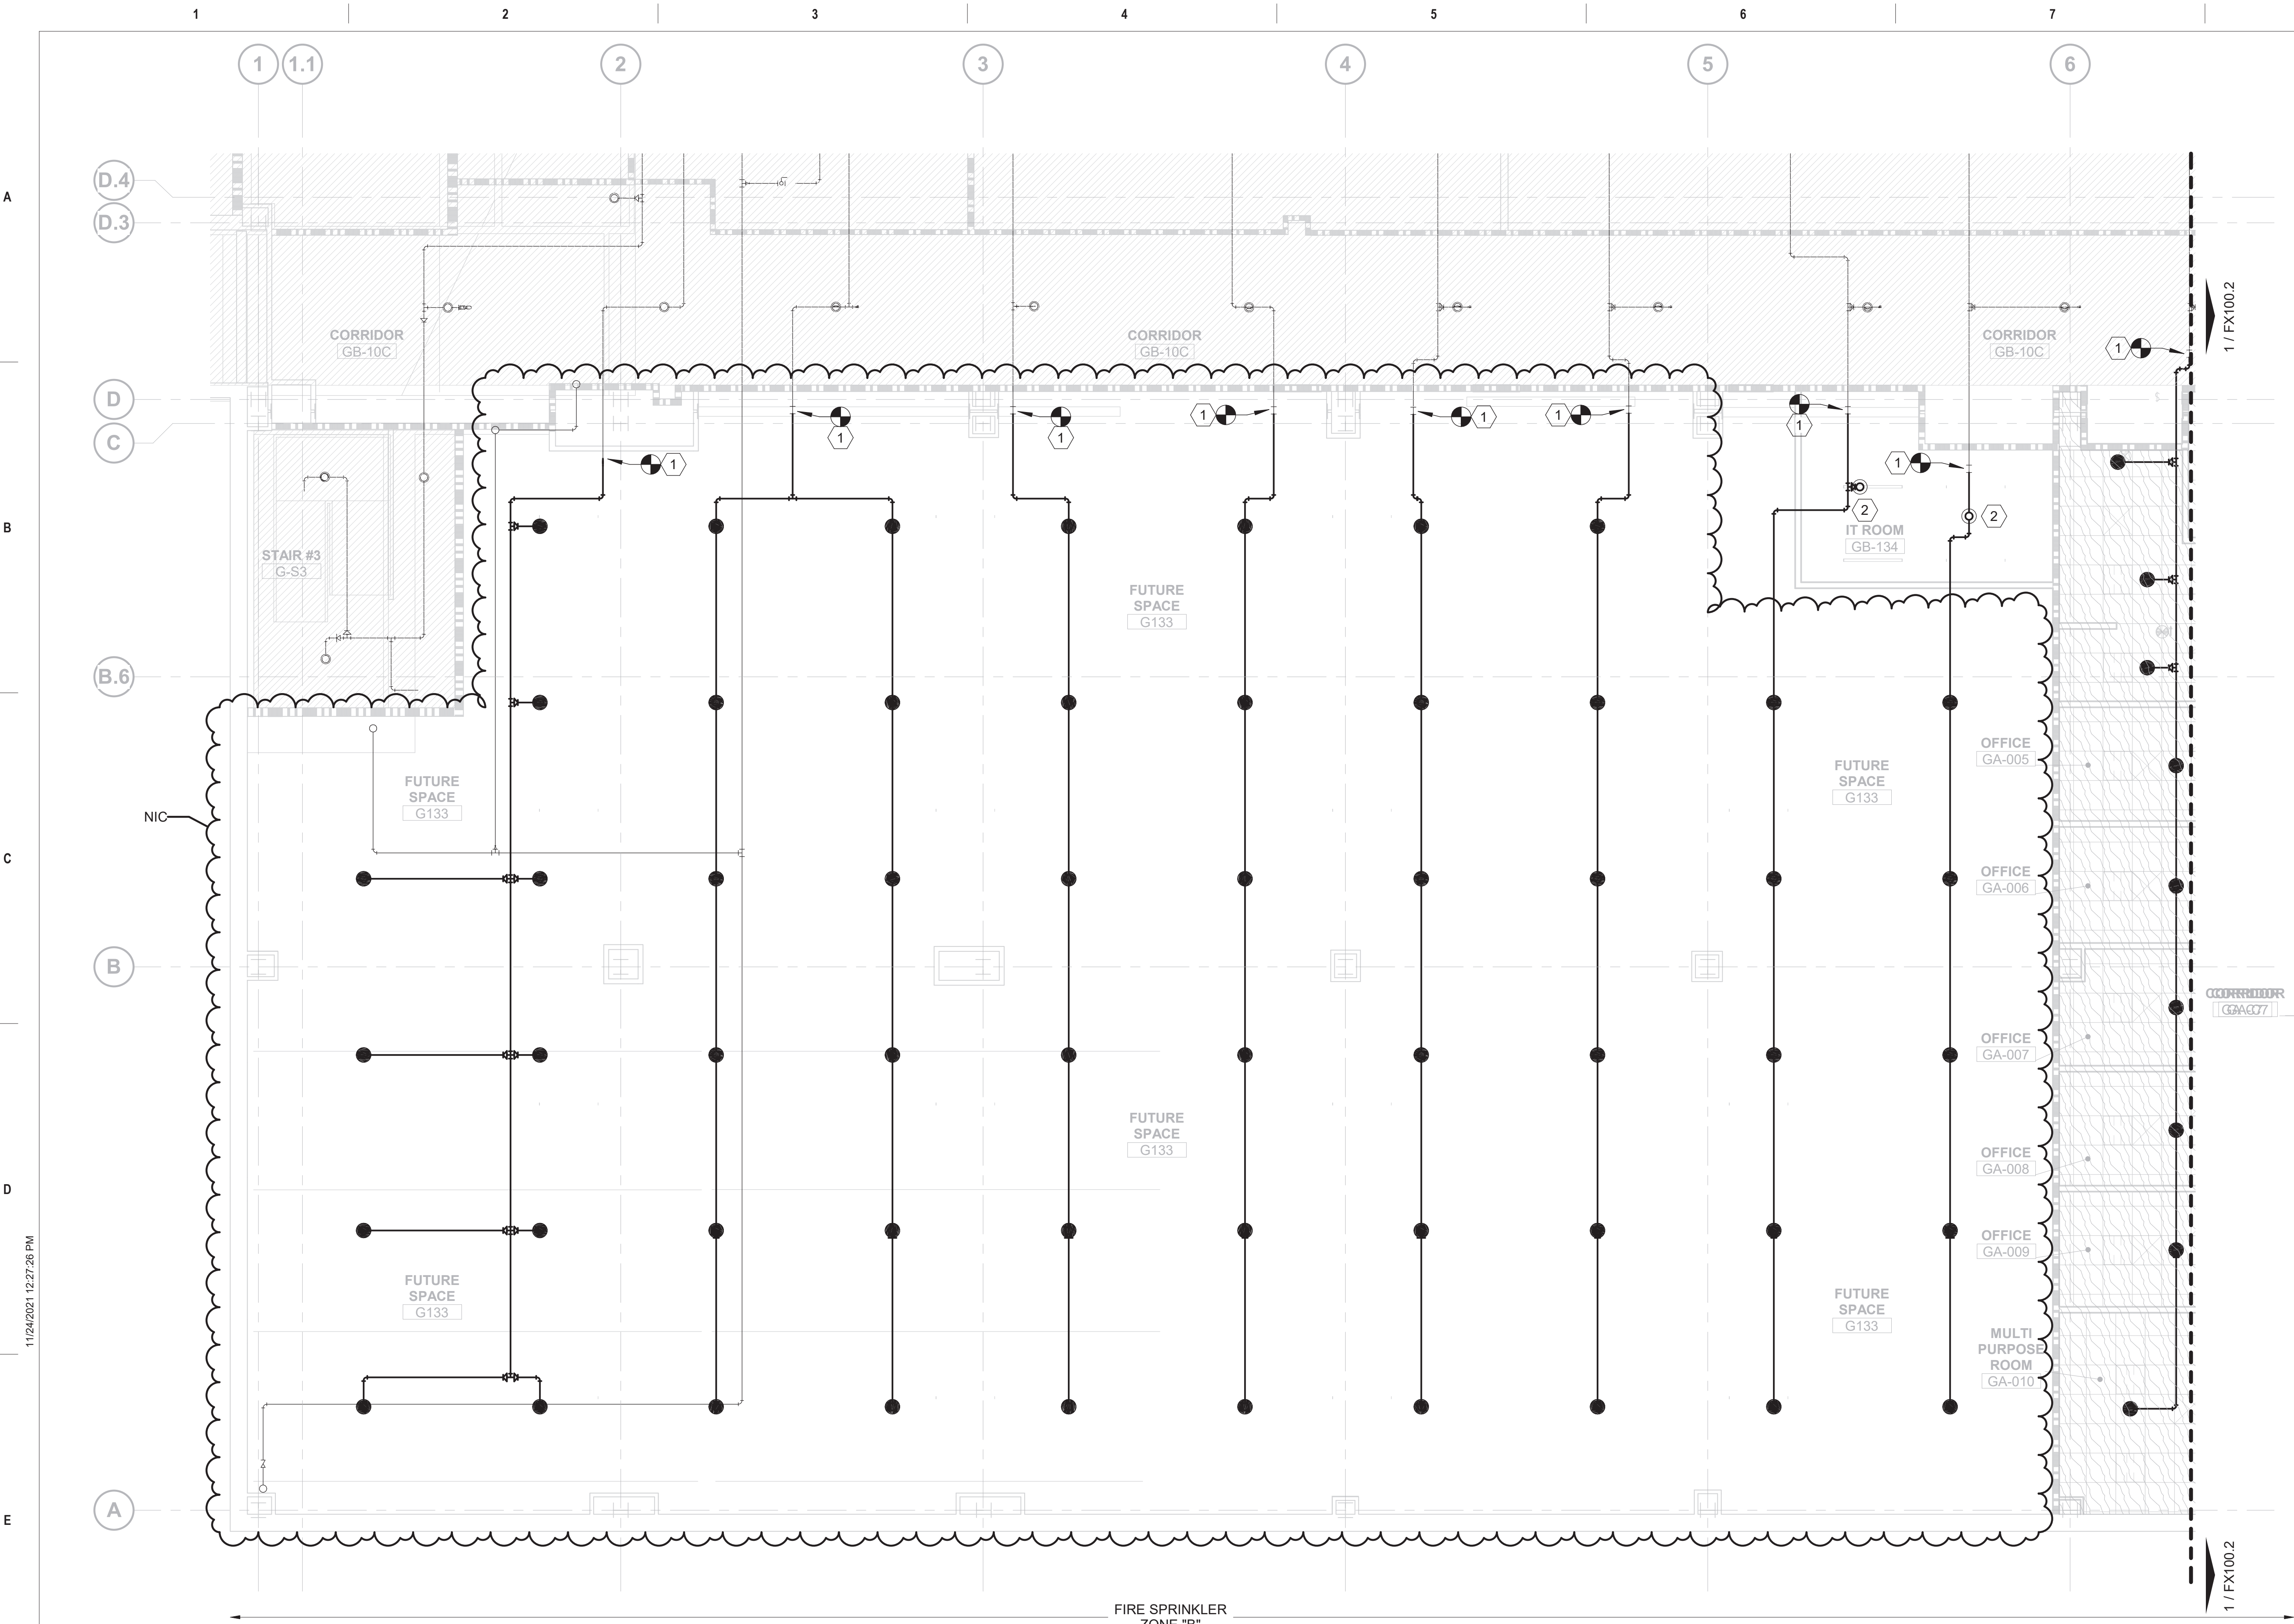 1
2
3
4
5
6
7
1
1.1
2
3
4
5
6
A
B
C
D
E
D.4
D.3
D
C
B.6
B
A
CORRIDOR
GB-10C
CORRIDOR
GB-10C
CORRIDOR
GB-10C
1
1 / FX100.2
1
1
1
1
1
1
1
1
2
2
IT ROOM
GB-134
STAIR #3
G-S3
FUTURE
SPACE
G133
FUTURE
SPACE
G133
FUTURE
SPACE
G133
OFFICE
GA-005
NIC
OFFICE
GA-006
CORRIDOR
GA-C7
OFFICE
GA-007
FUTURE
SPACE
G133
OFFICE
GA-008
OFFICE
GA-009
FUTURE
SPACE
G133
FUTURE
SPACE
G133
MULTI
PURPOSE
ROOM
GA-010
11/24/2021 12:27:26 PM
1 / FX100.2
FIRE SPRINKLER
ZONE "B"